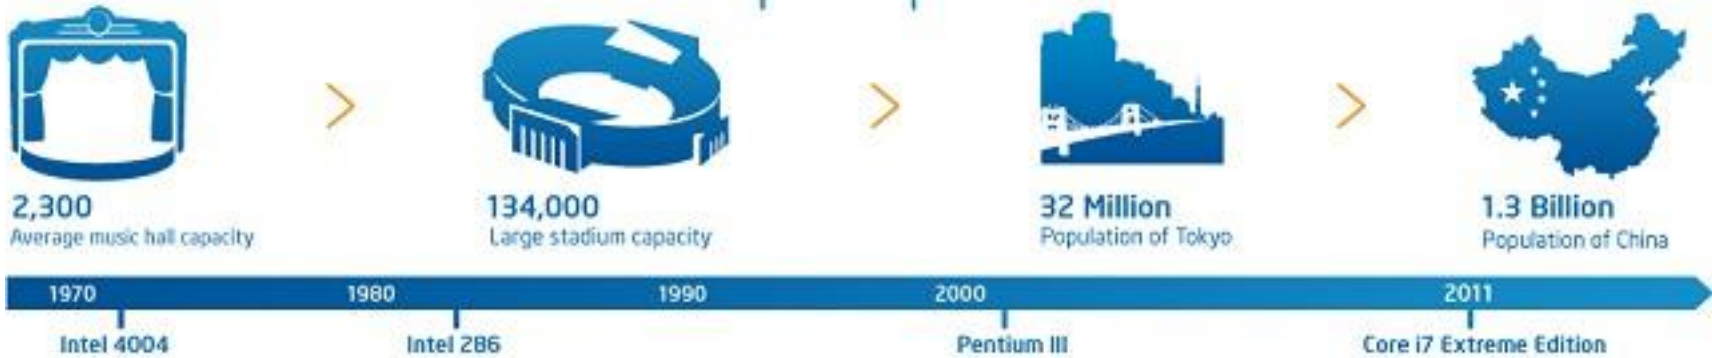 2,300
Average music hall capacity
134,000
Large stadium capacity
32 Million
Population of Tokyo
1.3 Billion
Population of China
1970 1980 1990 2000 2011
Intel 4004 Intel 286 Pentium III Core i7 Extreme Edition